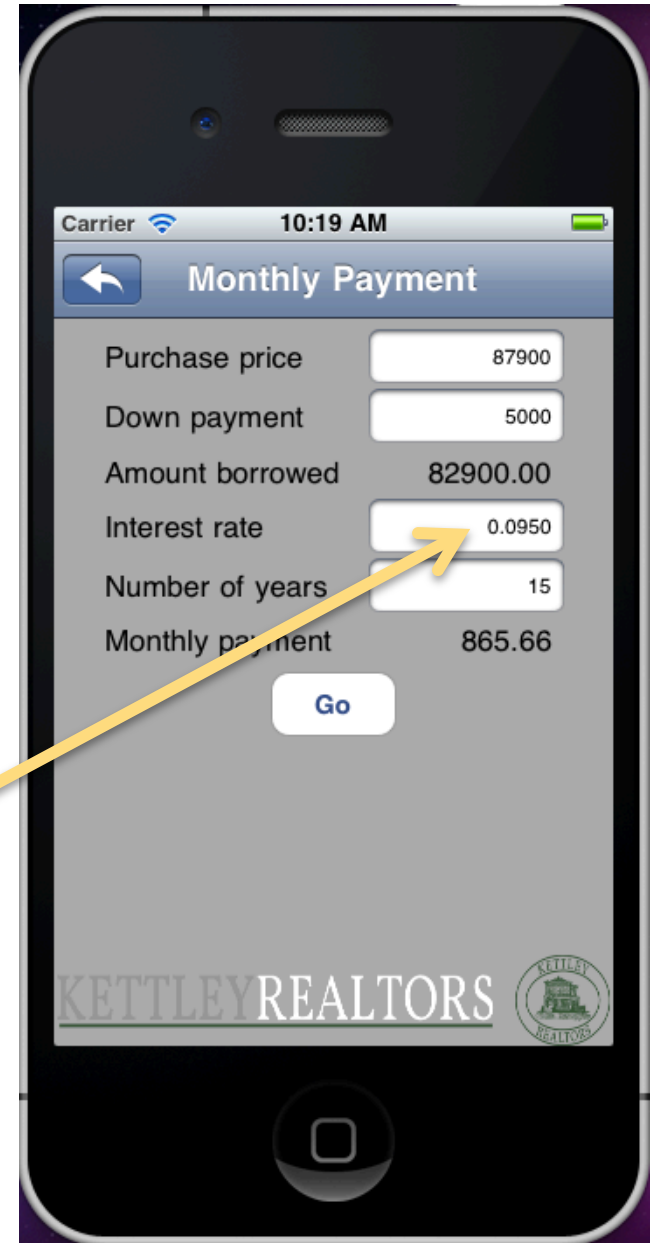 Carrier 10:19 AM
Monthly Payment
Purchase price 87900
Down payment 5000
Amount borrowed 82900.00
Interest rate 0.0950
Number of years 15
Monthly payment 865.66
Go
KETTLEYREALTORS
KETTLEY
REALTORS